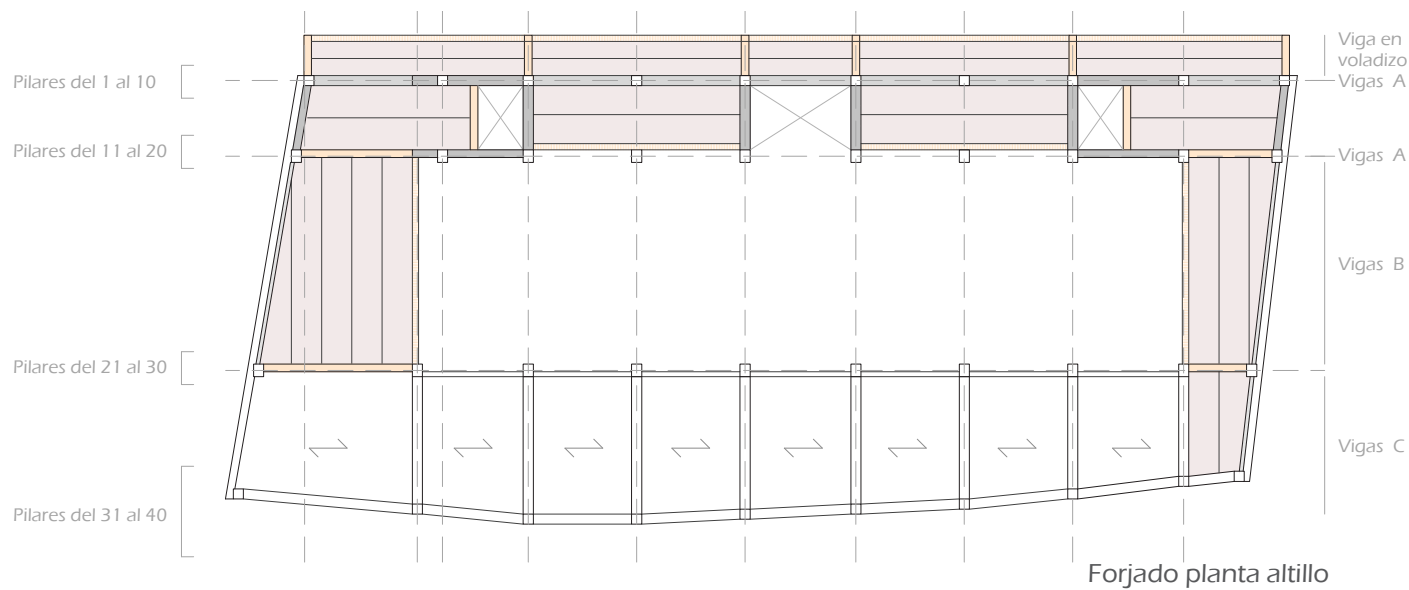 Viga en
voladizo
Pilares del 1 al 10
Vigas A
Pilares del 11 al 20
Vigas A
Vigas B
Pilares del 21 al 30
Vigas C
Pilares del 31 al 40
Forjado planta altillo